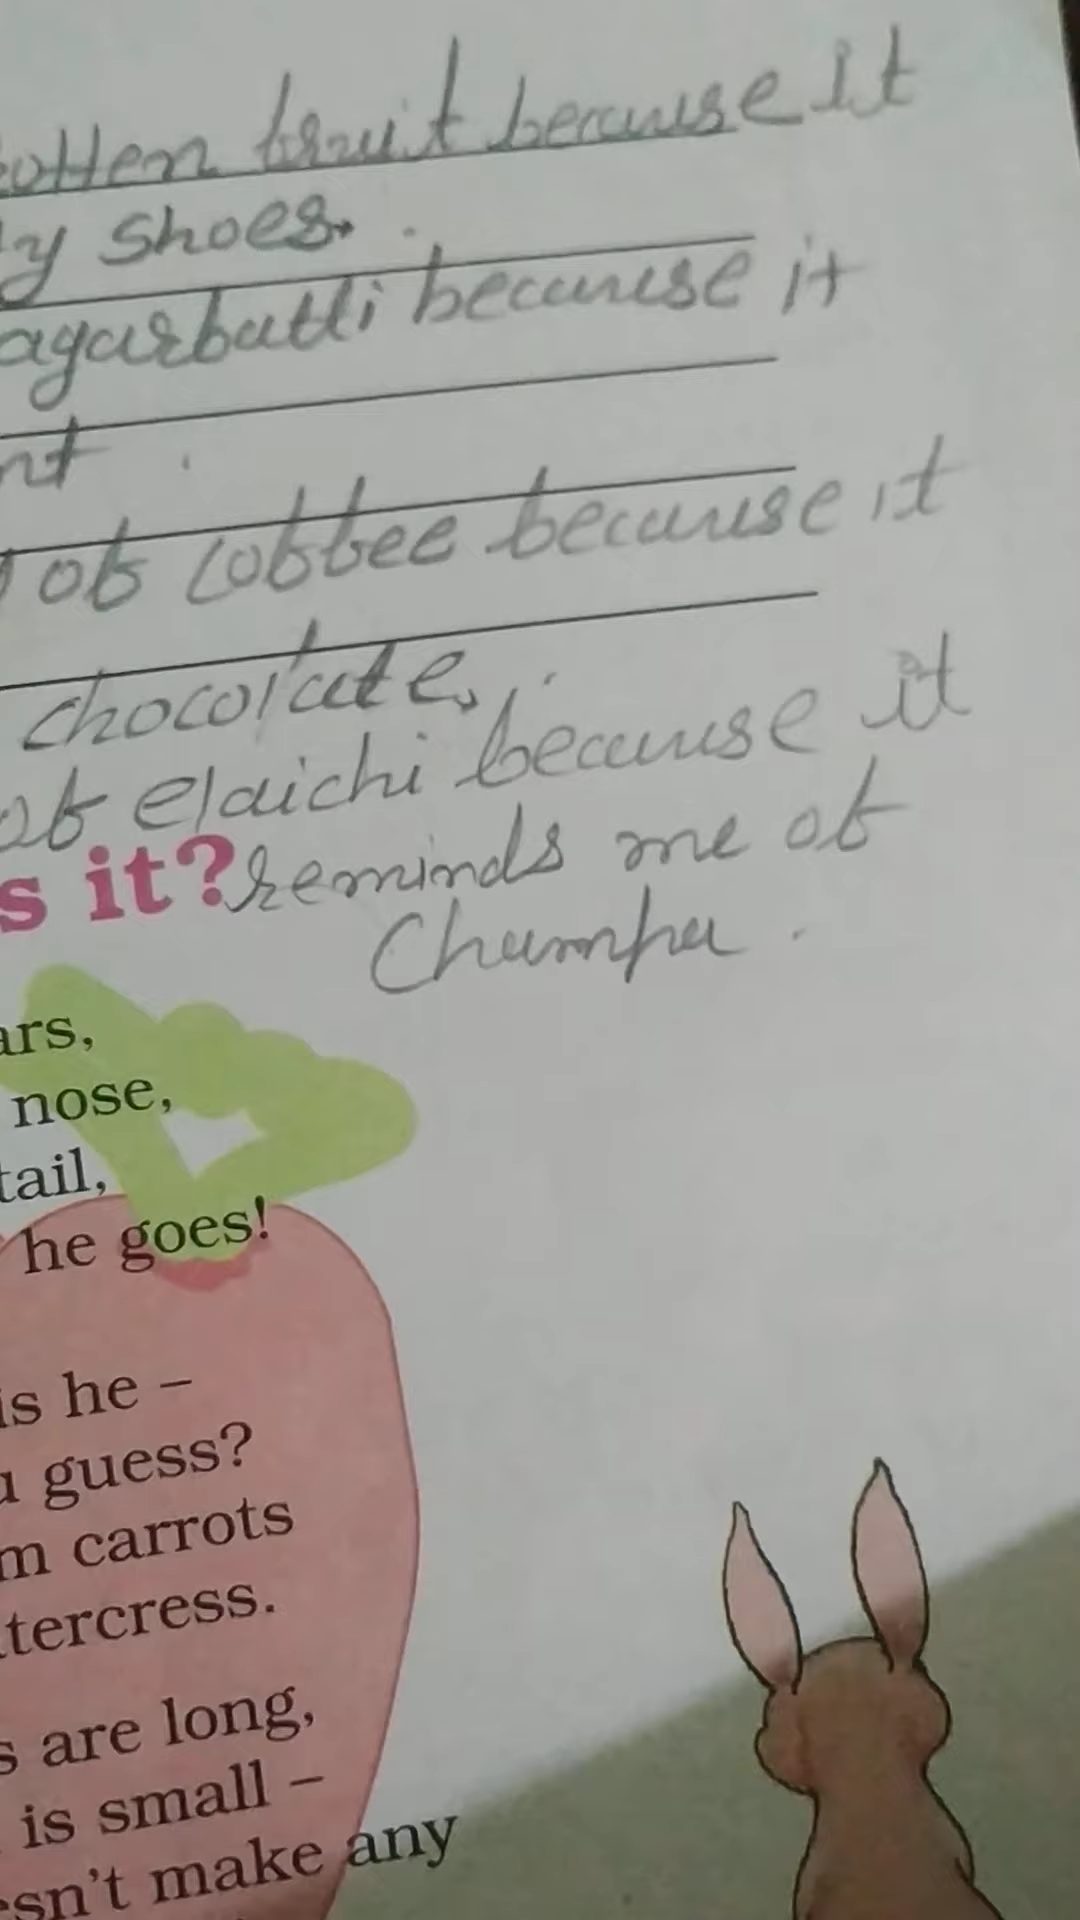 rotten fruit because it
y shoes.
agarbatti because it
nt
of coffee because it
chocolate.
of elaichi because it
s it? reminds me of
Champa.
ars,
nose,
tail,
he goes!
is he –
u guess?
m carrots
tercress.
s are long,
is small –
esn't make any